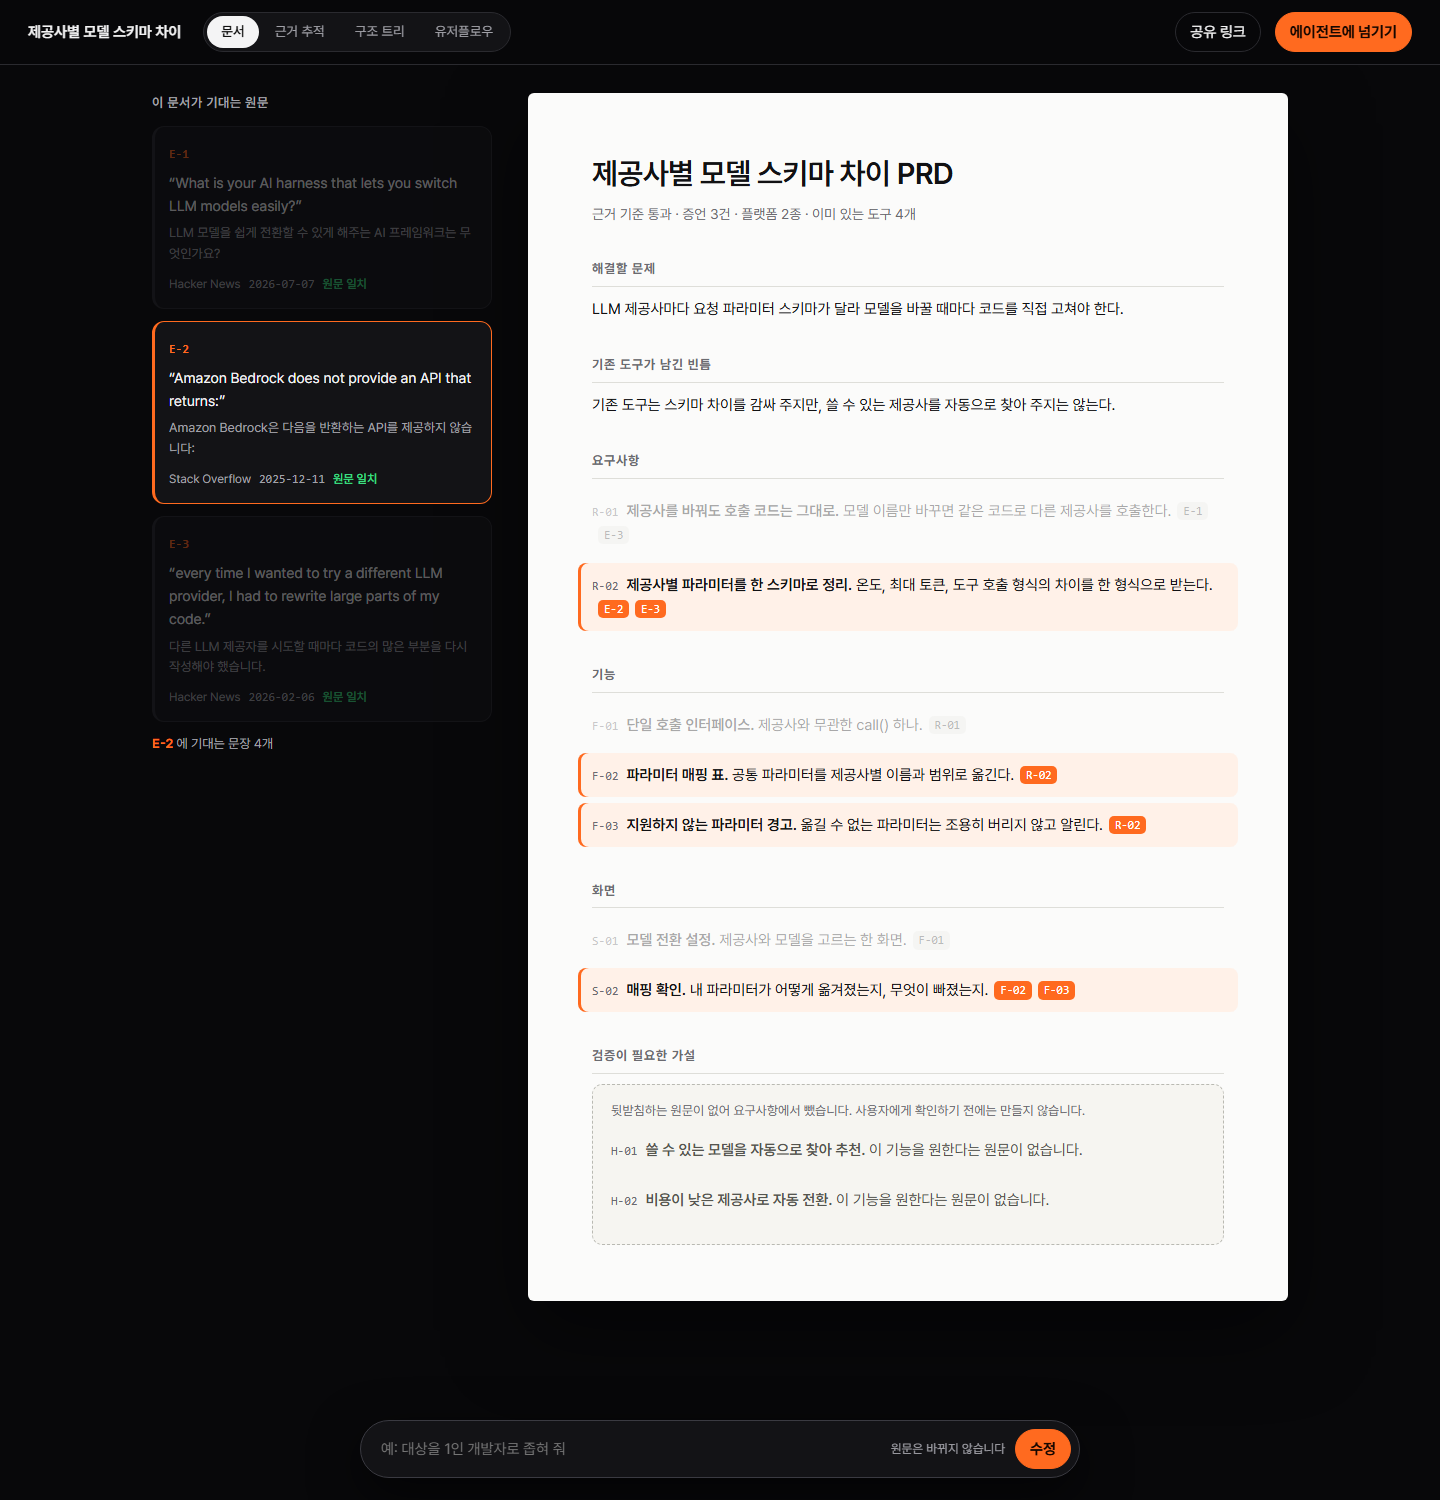 제공사별 모델 스키마 차이
문서
근거 추적
구조 트리
유저플로우
공유 링크
에이전트에 넘기기
이 문서가 기대는 원문
E-1
“What is your AI harness that lets you switch
LLM models easily?”
LLM 모델을 쉽게 전환할 수 있게 해주는 AI 프레임워크는 무
엇인가요?
Hacker News 2026-07-07 원문 일치
E-2
“Amazon Bedrock does not provide an API that
returns:”
Amazon Bedrock은 다음을 반환하는 API를 제공하지 않습
니다:
Stack Overflow 2025-12-11 원문 일치
E-3
“every time I wanted to try a different LLM
provider, I had to rewrite large parts of my
code.”
다른 LLM 제공자를 시도할 때마다 코드의 많은 부분을 다시
작성해야 했습니다.
Hacker News 2026-02-06 원문 일치
E-2 에 기대는 문장 4개
제공사별 모델 스키마 차이 PRD
근거 기준 통과 · 증언 3건 · 플랫폼 2종 · 이미 있는 도구 4개
해결할 문제
LLM 제공사마다 요청 파라미터 스키마가 달라 모델을 바꿀 때마다 코드를 직접 고쳐야 한다.
기존 도구가 남긴 빈틈
기존 도구는 스키마 차이를 감싸 주지만, 쓸 수 있는 제공사를 자동으로 찾아 주지는 않는다.
요구사항
R-01 제공사를 바꿔도 호출 코드는 그대로. 모델 이름만 바꾸면 같은 코드로 다른 제공사를 호출한다. E-1
E-3
R-02 제공사별 파라미터를 한 스키마로 정리. 온도, 최대 토큰, 도구 호출 형식의 차이를 한 형식으로 받는다.
E-2 E-3
기능
F-01 단일 호출 인터페이스. 제공사와 무관한 call() 하나. R-01
F-02 파라미터 매핑 표. 공통 파라미터를 제공사별 이름과 범위로 옮긴다. R-02
F-03 지원하지 않는 파라미터 경고. 옮길 수 없는 파라미터는 조용히 버리지 않고 알린다. R-02
화면
S-01 모델 전환 설정. 제공사와 모델을 고르는 한 화면. F-01
S-02 매핑 확인. 내 파라미터가 어떻게 옮겨졌는지, 무엇이 빠졌는지. F-02 F-03
검증이 필요한 가설
뒷받침하는 원문이 없어 요구사항에서 뺐습니다. 사용자에게 확인하기 전에는 만들지 않습니다.
H-01 쓸 수 있는 모델을 자동으로 찾아 추천. 이 기능을 원한다는 원문이 없습니다.
H-02 비용이 낮은 제공사로 자동 전환. 이 기능을 원한다는 원문이 없습니다.
예: 대상을 1인 개발자로 좁혀 줘
원문은 바뀌지 않습니다
수정